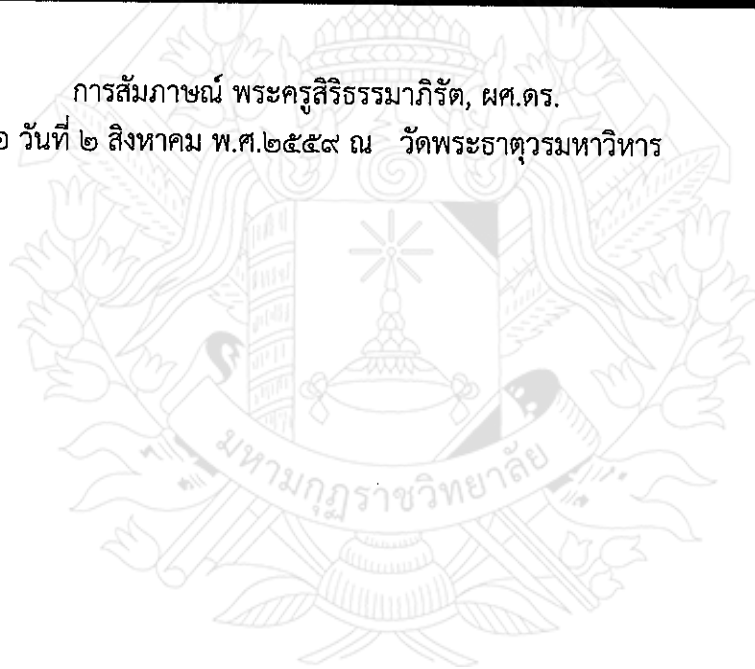 การสัมภาษณ์ พระครูสิริธรรมาภิรัต, ผศ.ดร.
วันที่ ๒ สิงหาคม พ.ศ.๒๕๕๙ ณ วัดพระธาตุวรมหาวิหาร
มหามกุฏราชวิทยาลัย